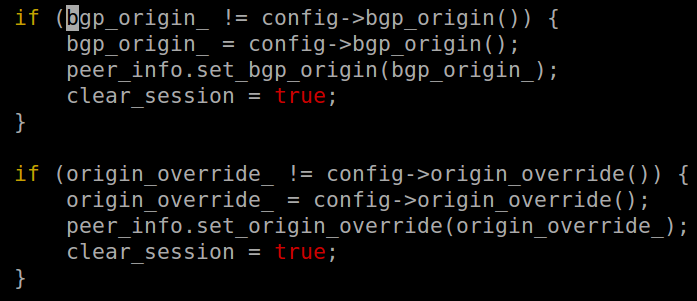 if (bgp_origin_ != config->bgp_origin()) {
    bgp_origin_ = config->bgp_origin();
    peer_info.set_bgp_origin(bgp_origin_);
    clear_session = true;
}

if (origin_override_ != config->origin_override()) {
    origin_override_ = config->origin_override();
    peer_info.set_origin_override(origin_override_);
    clear_session = true;
}